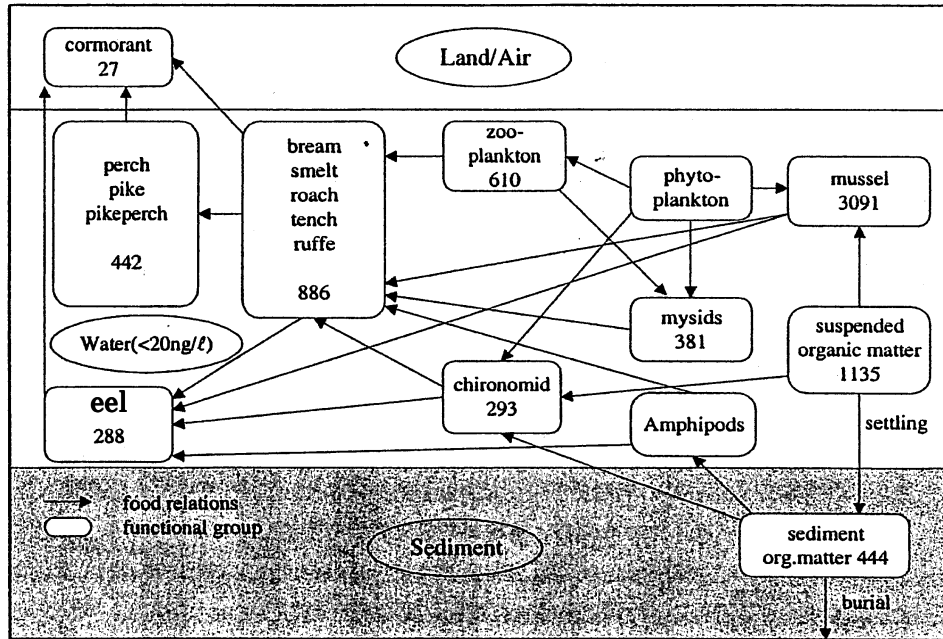 cormorant
27
Land/Air
perch
pike
pikeperch
442
bream
smelt
roach
tench
ruffe
886
zoo-
plankton
610
phyto-
plankton
mussel
3091
mysids
381
suspended
organic matter
1135
Water(<20ng/ℓ)
eel
288
chironomid
293
Amphipods
settling
food relations
functional group
Sediment
sediment
org.matter 444
burial